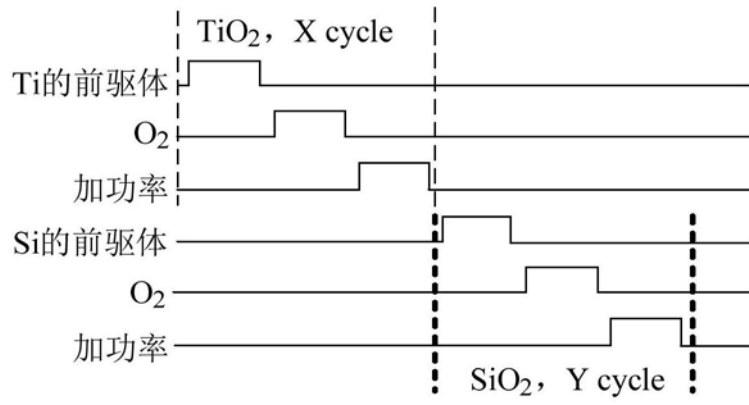 TiO₂，X cycle
Ti的前驱体
O₂
加功率
Si的前驱体
O₂
加功率
SiO₂，Y cycle